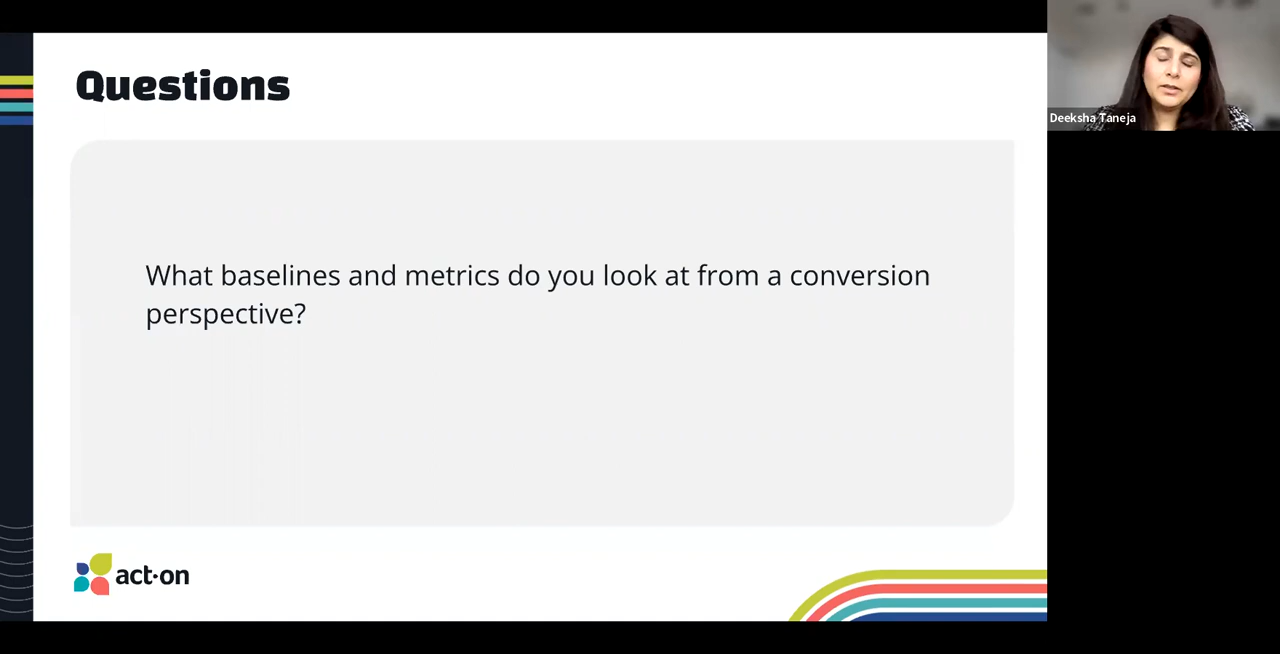 Questions
Deeksha Taneja
What baselines and metrics do you look at from a conversion
perspective?
act-on